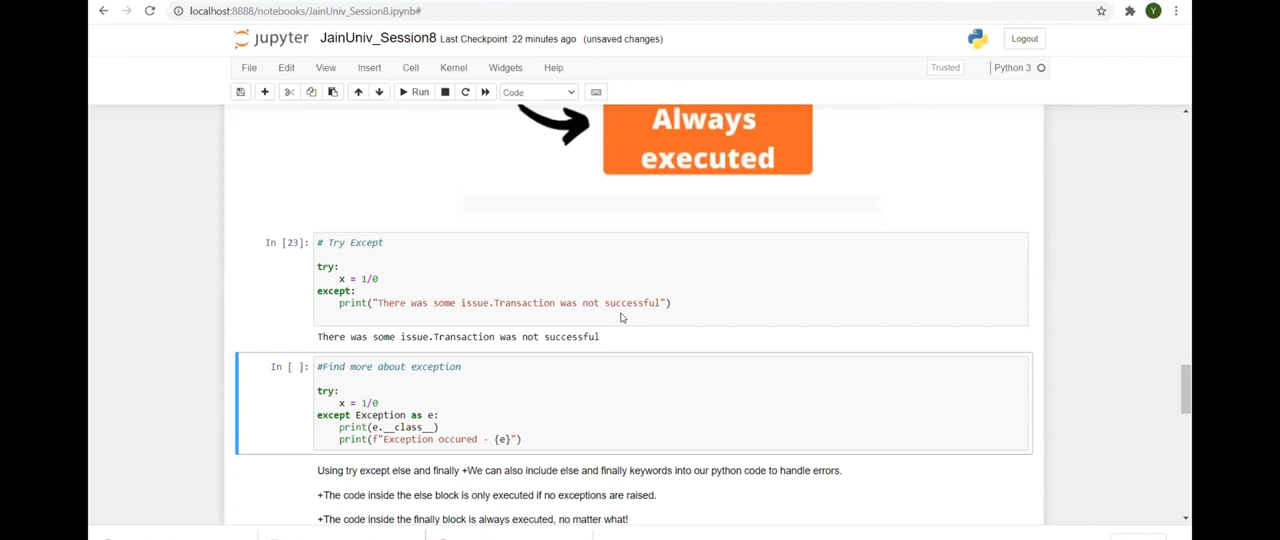 localhost:8888/notebooks/JainUniv_Session8.ipynb#
Y
jupyter JainUniv_Session8 Last Checkpoint: 22 minutes ago (unsaved changes)
Logout
File Edit View Insert Cell Kernel Widgets Help
Trusted Python 3
Run Code
Always
executed
In [23]: # Try Except
try:
x = 1/0
except:
print("There was some issue.Transaction was not successful")
There was some issue.Transaction was not successful
In [ ]: #Find more about exception
try:
x = 1/0
except Exception as e:
print(e.__class__)
print(f"Exception occured - {e}")
Using try except else and finally +We can also include else and finally keywords into our python code to handle errors.
+The code inside the else block is only executed if no exceptions are raised.
+The code inside the finally block is always executed, no matter what!